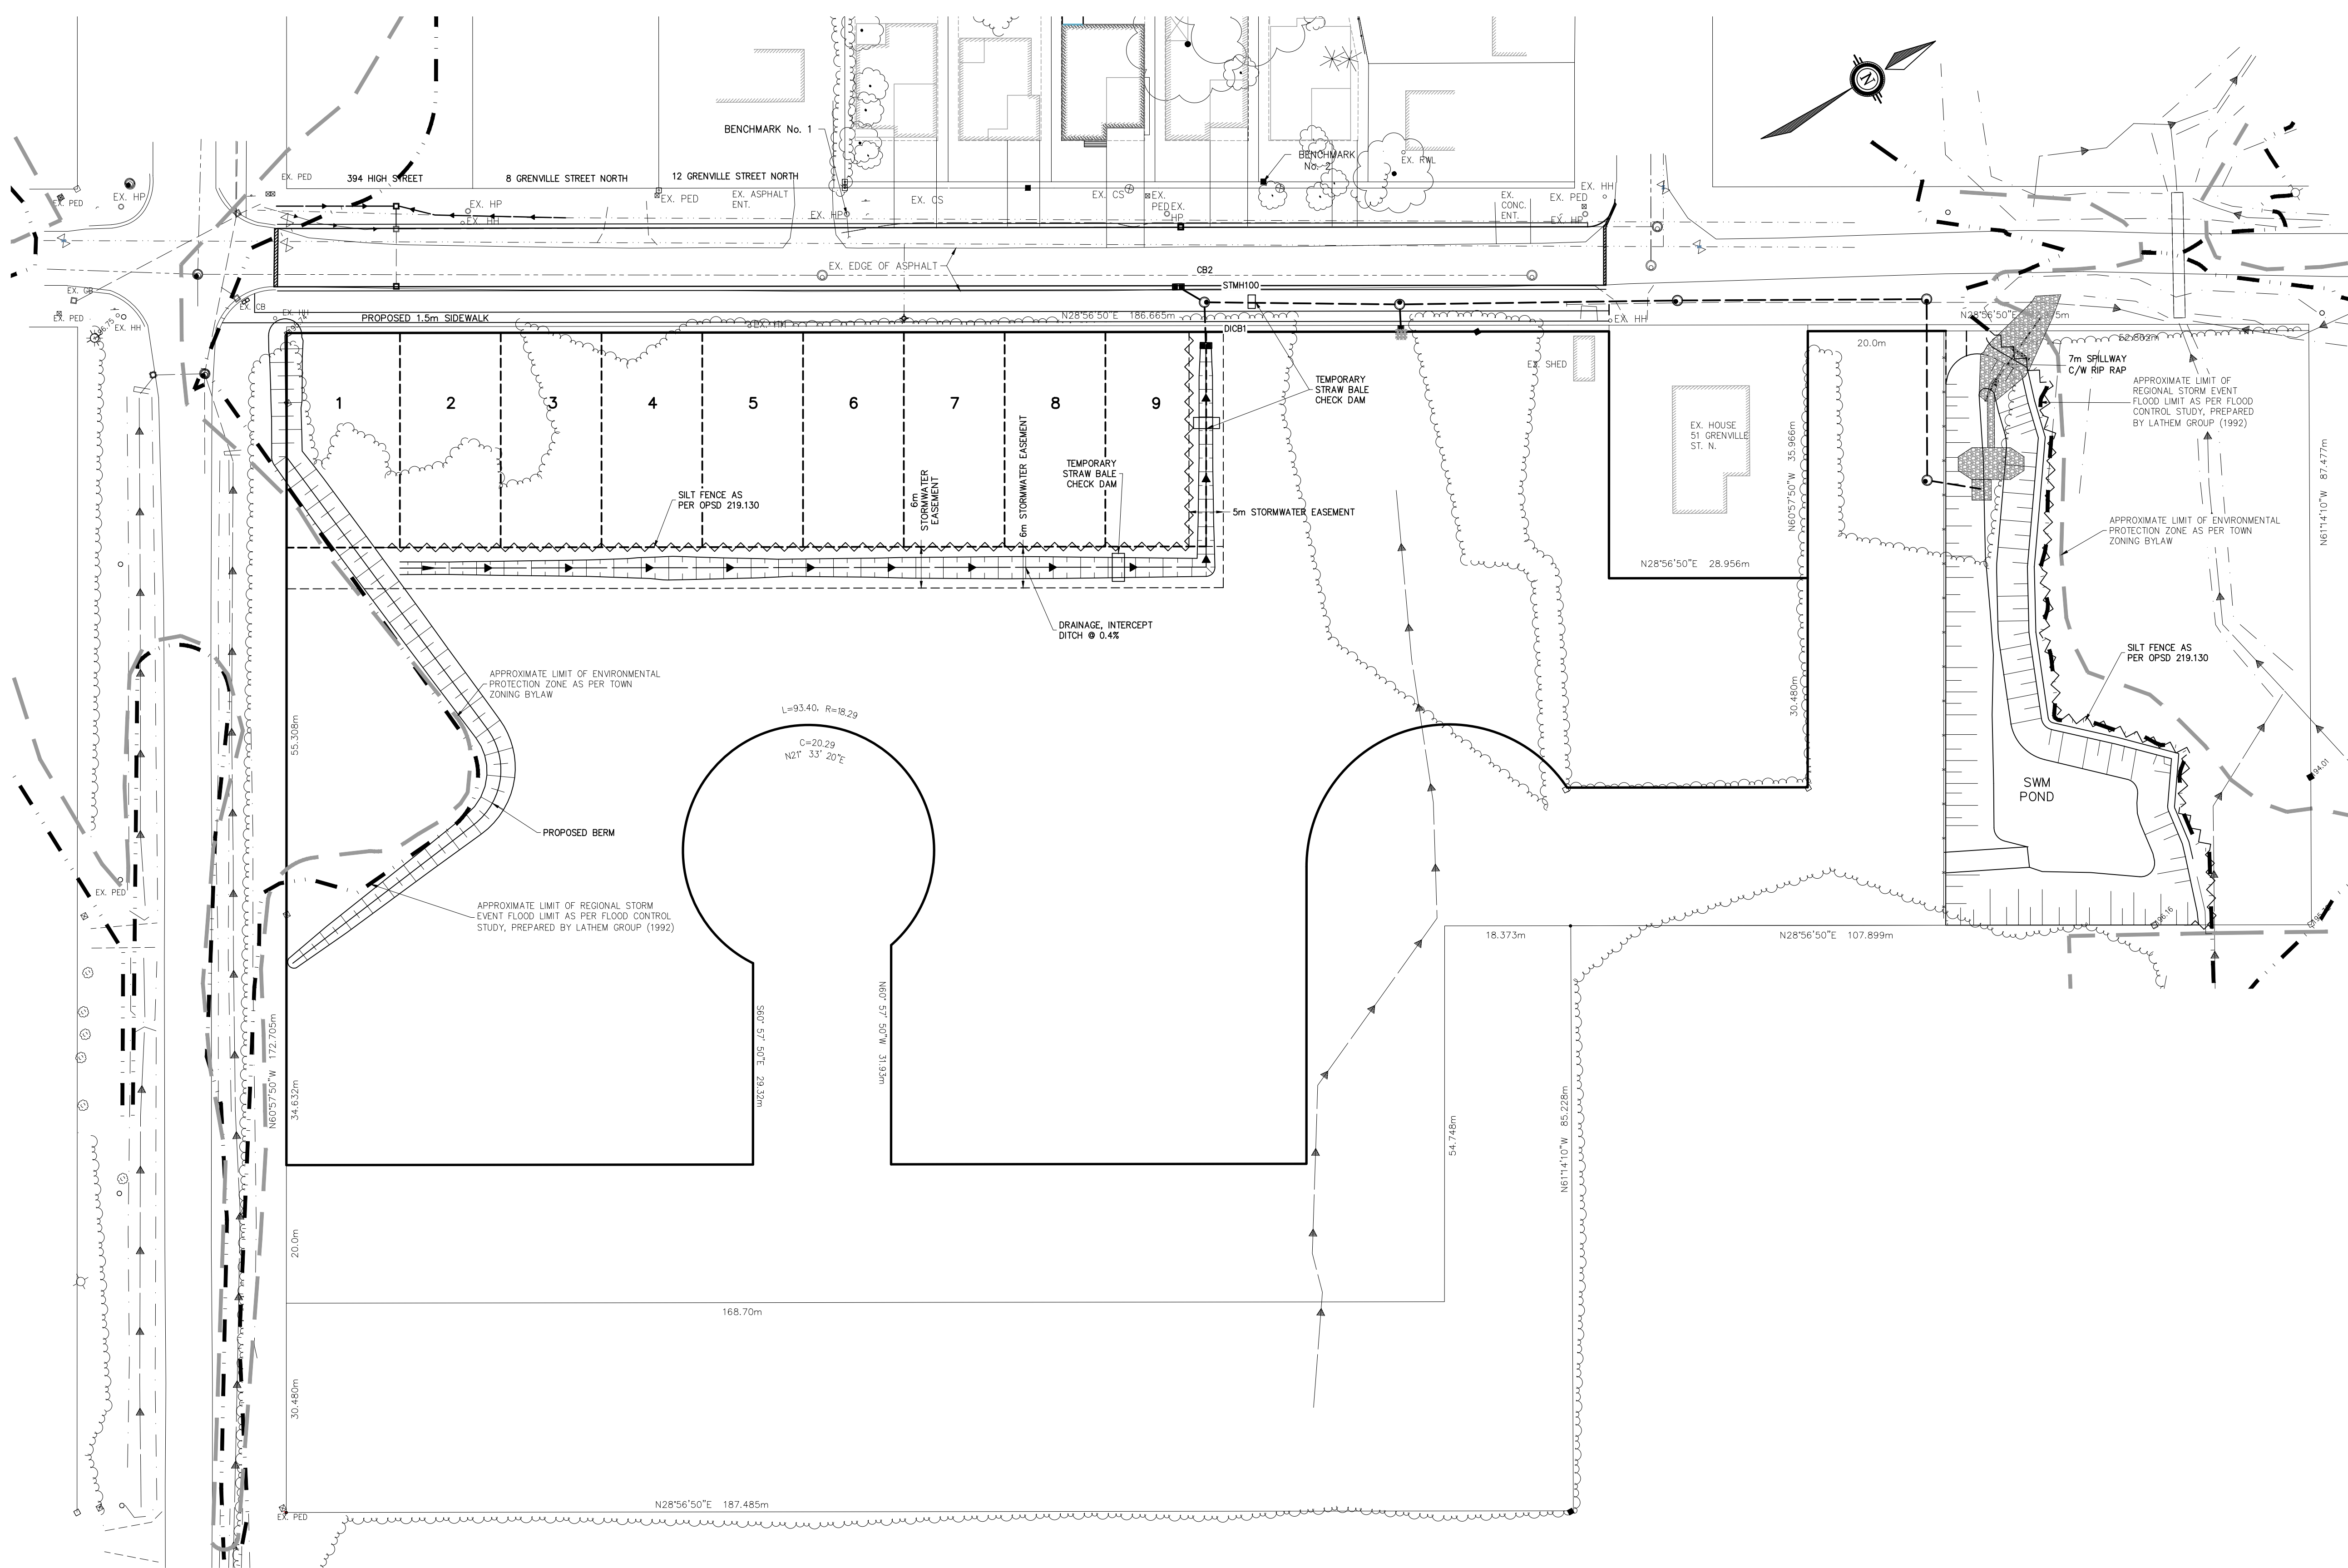 N
BENCHMARK No. 1
BENCHMARK
No. 2
EX. RWL
EX. PED
394 HIGH STREET
8 GRENVILLE STREET NORTH
12 GRENVILLE STREET NORTH
EX. PED
EX. HP
EX. HP
EX. HH
EX. PED
EX. ASPHALT
ENT.
EX. HP
EX. CS
EX. CS
EX.
PED
EX.
HP
EX.
CONC.
ENT.
EX. PED
EX. HH
EX. HP
EX. EDGE OF ASPHALT
CB2
STMH100
EX. CB
EX. PED
EX. HH
EX. CB
EX. HH
PROPOSED 1.5m SIDEWALK
N28°56'50"E 186.665m
DICB1
EX. HH
52.802m
20.0m
7m SPILLWAY
C/W RIP RAP
APPROXIMATE LIMIT OF
REGIONAL STORM EVENT
FLOOD LIMIT AS PER FLOOD
CONTROL STUDY, PREPARED
BY LATHEM GROUP (1992)
EX. SHED
TEMPORARY
STRAW BALE
CHECK DAM
1
2
3
4
5
6
7
8
9
EX. HOUSE
51 GRENVILLE
ST. N.
N60°57'50"W 35.966m
N61°14'10"W 87.477m
TEMPORARY
STRAW BALE
CHECK DAM
SILT FENCE AS
PER OPSD 219.130
6m
STORMWATER
EASEMENT
6m STORMWATER EASEMENT
5m STORMWATER EASEMENT
APPROXIMATE LIMIT OF ENVIRONMENTAL
PROTECTION ZONE AS PER TOWN
ZONING BYLAW
N28°56'50"E 28.956m
DRAINAGE, INTERCEPT
DITCH @ 0.4%
SILT FENCE AS
PER OPSD 219.130
APPROXIMATE LIMIT OF ENVIRONMENTAL
PROTECTION ZONE AS PER TOWN
ZONING BYLAW
30.480m
55.308m
L=93.40, R=18.29
C=20.29
N21° 33' 20"E
SWM
POND
194.01
PROPOSED BERM
EX. PED
APPROXIMATE LIMIT OF REGIONAL STORM
EVENT FLOOD LIMIT AS PER FLOOD CONTROL
STUDY, PREPARED BY LATHEM GROUP (1992)
196.16
18.373m
N28°56'50"E 107.899m
N60°57'50"W 172.705m
34.632m
S60° 57' 50"E 29.32m
N60° 57' 50"W 31.93m
54.748m
N61°14'10"W 85.228m
20.0m
168.70m
30.480m
N28°56'50"E 187.485m
EX. PED